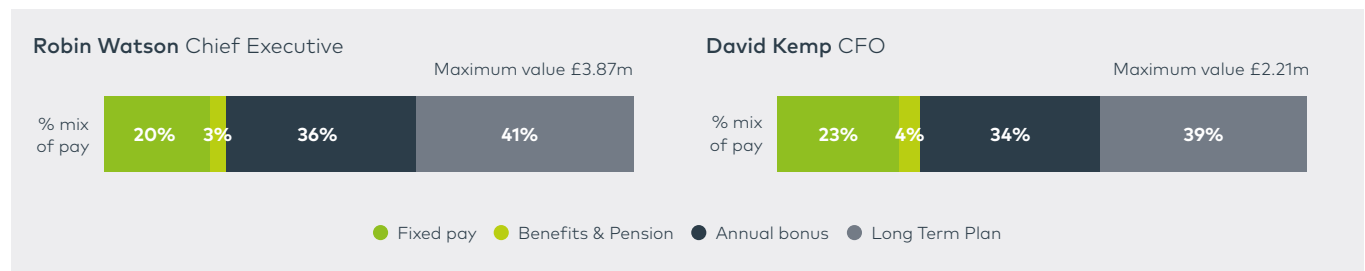 Robin Watson Chief Executive
Maximum value £3.87m
% mix
of pay
20% 3% 36% 41%
David Kemp CFO
Maximum value £2.21m
% mix
of pay
23% 4% 34% 39%
Fixed pay Benefits & Pension Annual bonus Long Term Plan